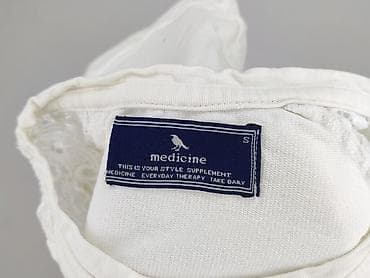 medicine
S
THIS IS YOUR STYLE SUPPLEMENT
MEDICINE EVERYDAY THERAPY TAKE DAILY